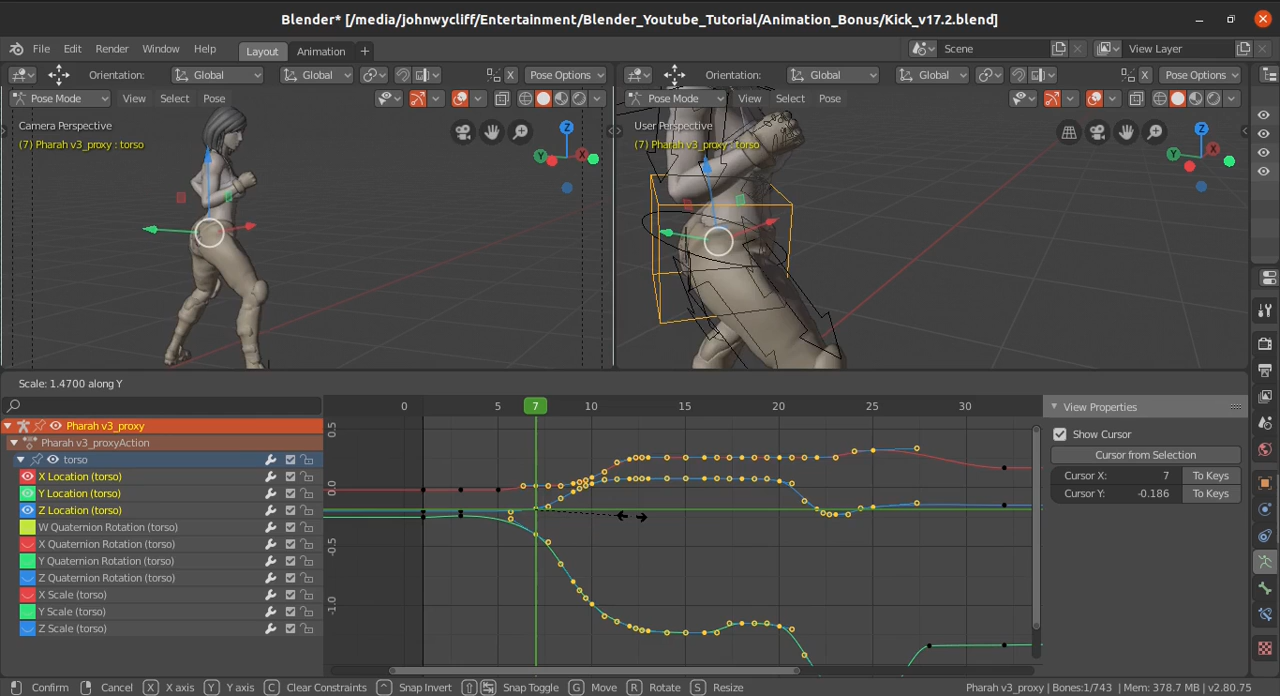 Blender* [/media/johnwycliff/Entertainment/Blender_Youtube_Tutorial/Animation_Bonus/Kick_v17.2.blend]
File Edit Render Window Help Layout Animation + Scene View Layer
Orientation: Global Global X Pose Options Orientation: Global Global X Pose Options
Pose Mode View Select Pose Pose Mode View Select Pose
Camera Perspective User Perspective
(7) Pharah v3_proxy : torso (7) Pharah v3_proxy : torso
Z Y X Z Y X
Scale: 1.4700 along Y
0 5 7 10 15 20 25 30 View Properties
Pharah v3_proxy 0.5 Show Cursor
Pharah v3_proxyAction Cursor from Selection
torso
X Location (torso) Cursor X: 7 To Keys
Y Location (torso) 0.0 Cursor Y: -0.186 To Keys
Z Location (torso)
W Quaternion Rotation (torso)
X Quaternion Rotation (torso) -0.5
Y Quaternion Rotation (torso)
Z Quaternion Rotation (torso)
X Scale (torso) -1.0
Y Scale (torso)
Z Scale (torso)
Confirm Cancel X X axis Y Y axis C Clear Constraints Snap Invert Snap Toggle G Move R Rotate S Resize Pharah v3_proxy | Bones:1/743 | Mem: 378.7 MB | v2.80.75